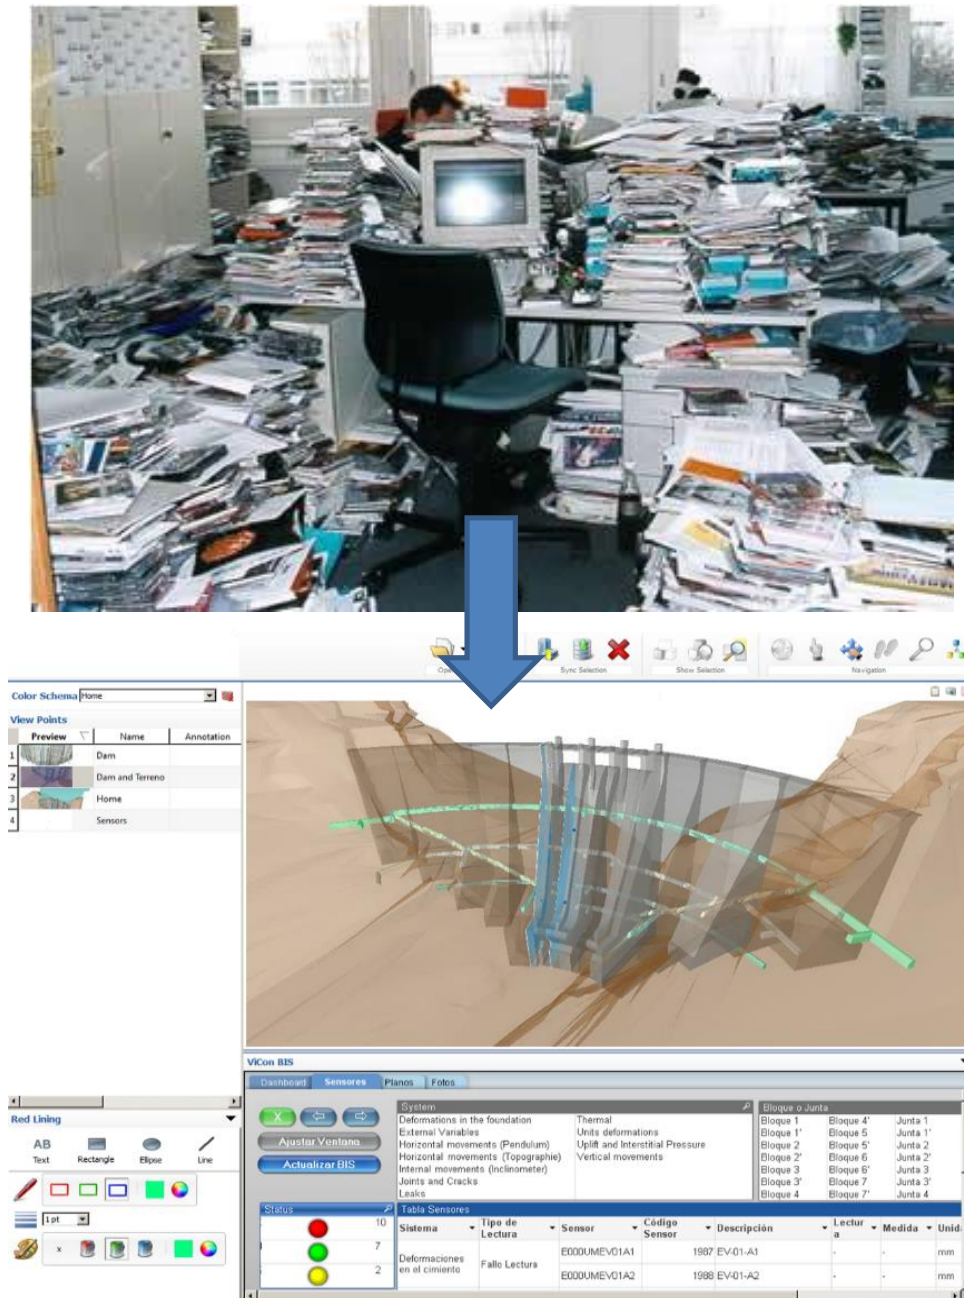 Sync Selection
Show Selection
Navigation
Color Schema Home
View Points
Preview Name Annotation
1 Dam
2 Dam and Terreno
3 Home
4 Sensors
ViCon BIS
Dashboard Sensores Planos Fotos
Red Lining
AB
Text Rectangle Ellipse Line
1 pt
x
X
Ajustar Ventana
Actualizar BIS
System
Deformations in the foundation
External Variables
Horizontal movements (Pendulum)
Horizontal movements (Topographie)
Internal movements (Inclinometer)
Joints and Cracks
Leaks
Thermal
Units deformations
Uplift and Interstitial Pressure
Vertical movements
Bloque o Junta
Bloque 1 Bloque 4' Junta 1
Bloque 1' Bloque 5 Junta 1'
Bloque 2 Bloque 5' Junta 2
Bloque 2' Bloque 6 Junta 2'
Bloque 3 Bloque 6' Junta 3
Bloque 3' Bloque 7 Junta 3'
Bloque 4 Bloque 7' Junta 4
Status
10
7
2
Tabla Sensores
Sistema Tipo de Lectura Sensor Código Sensor Descripción Lectura Medida Unid
Deformaciones en el cimiento Fallo Lectura E000UMEV01A1 1987 EV-01-A1 - - mm
E000UMEV01A2 1988 EV-01-A2 - - mm